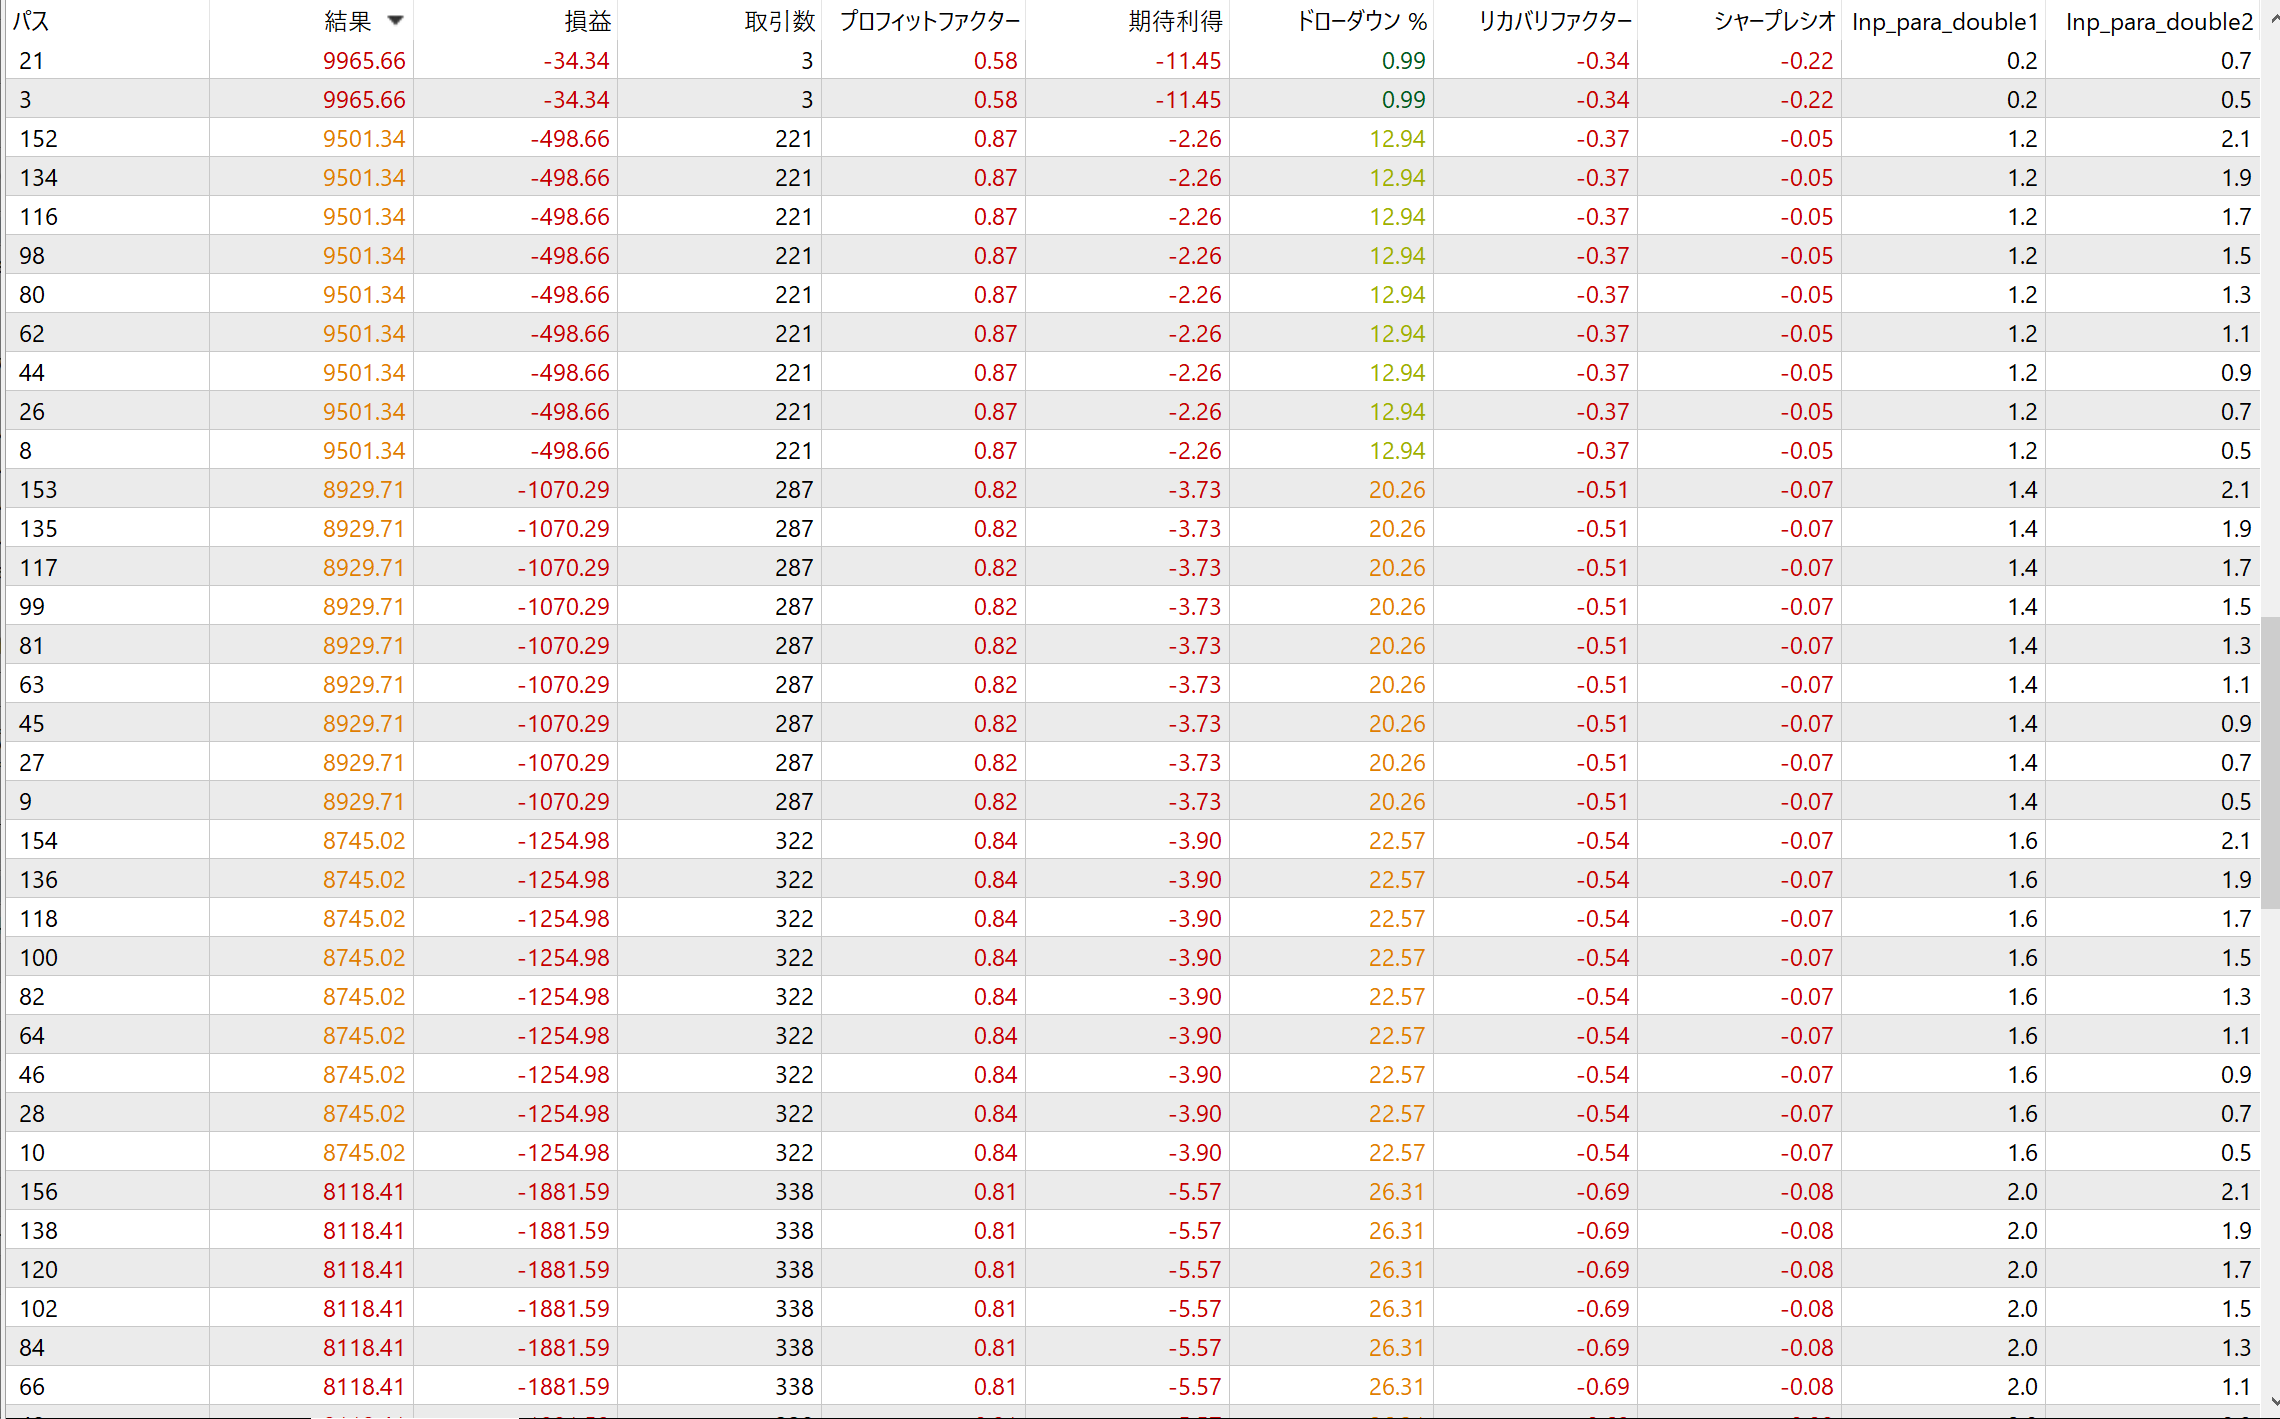 パス 結果 損益 取引数 プロフィットファクター 期待利得 ドローダウン % リカバリファクター シャープレシオ Inp_para_double1 Inp_para_double2
21 9965.66 -34.34 3 0.58 -11.45 0.99 -0.34 -0.22 0.2 0.7
3 9965.66 -34.34 3 0.58 -11.45 0.99 -0.34 -0.22 0.2 0.5
152 9501.34 -498.66 221 0.87 -2.26 12.94 -0.37 -0.05 1.2 2.1
134 9501.34 -498.66 221 0.87 -2.26 12.94 -0.37 -0.05 1.2 1.9
116 9501.34 -498.66 221 0.87 -2.26 12.94 -0.37 -0.05 1.2 1.7
98 9501.34 -498.66 221 0.87 -2.26 12.94 -0.37 -0.05 1.2 1.5
80 9501.34 -498.66 221 0.87 -2.26 12.94 -0.37 -0.05 1.2 1.3
62 9501.34 -498.66 221 0.87 -2.26 12.94 -0.37 -0.05 1.2 1.1
44 9501.34 -498.66 221 0.87 -2.26 12.94 -0.37 -0.05 1.2 0.9
26 9501.34 -498.66 221 0.87 -2.26 12.94 -0.37 -0.05 1.2 0.7
8 9501.34 -498.66 221 0.87 -2.26 12.94 -0.37 -0.05 1.2 0.5
153 8929.71 -1070.29 287 0.82 -3.73 20.26 -0.51 -0.07 1.4 2.1
135 8929.71 -1070.29 287 0.82 -3.73 20.26 -0.51 -0.07 1.4 1.9
117 8929.71 -1070.29 287 0.82 -3.73 20.26 -0.51 -0.07 1.4 1.7
99 8929.71 -1070.29 287 0.82 -3.73 20.26 -0.51 -0.07 1.4 1.5
81 8929.71 -1070.29 287 0.82 -3.73 20.26 -0.51 -0.07 1.4 1.3
63 8929.71 -1070.29 287 0.82 -3.73 20.26 -0.51 -0.07 1.4 1.1
45 8929.71 -1070.29 287 0.82 -3.73 20.26 -0.51 -0.07 1.4 0.9
27 8929.71 -1070.29 287 0.82 -3.73 20.26 -0.51 -0.07 1.4 0.7
9 8929.71 -1070.29 287 0.82 -3.73 20.26 -0.51 -0.07 1.4 0.5
154 8745.02 -1254.98 322 0.84 -3.90 22.57 -0.54 -0.07 1.6 2.1
136 8745.02 -1254.98 322 0.84 -3.90 22.57 -0.54 -0.07 1.6 1.9
118 8745.02 -1254.98 322 0.84 -3.90 22.57 -0.54 -0.07 1.6 1.7
100 8745.02 -1254.98 322 0.84 -3.90 22.57 -0.54 -0.07 1.6 1.5
82 8745.02 -1254.98 322 0.84 -3.90 22.57 -0.54 -0.07 1.6 1.3
64 8745.02 -1254.98 322 0.84 -3.90 22.57 -0.54 -0.07 1.6 1.1
46 8745.02 -1254.98 322 0.84 -3.90 22.57 -0.54 -0.07 1.6 0.9
28 8745.02 -1254.98 322 0.84 -3.90 22.57 -0.54 -0.07 1.6 0.7
10 8745.02 -1254.98 322 0.84 -3.90 22.57 -0.54 -0.07 1.6 0.5
156 8118.41 -1881.59 338 0.81 -5.57 26.31 -0.69 -0.08 2.0 2.1
138 8118.41 -1881.59 338 0.81 -5.57 26.31 -0.69 -0.08 2.0 1.9
120 8118.41 -1881.59 338 0.81 -5.57 26.31 -0.69 -0.08 2.0 1.7
102 8118.41 -1881.59 338 0.81 -5.57 26.31 -0.69 -0.08 2.0 1.5
84 8118.41 -1881.59 338 0.81 -5.57 26.31 -0.69 -0.08 2.0 1.3
66 8118.41 -1881.59 338 0.81 -5.57 26.31 -0.69 -0.08 2.0 1.1